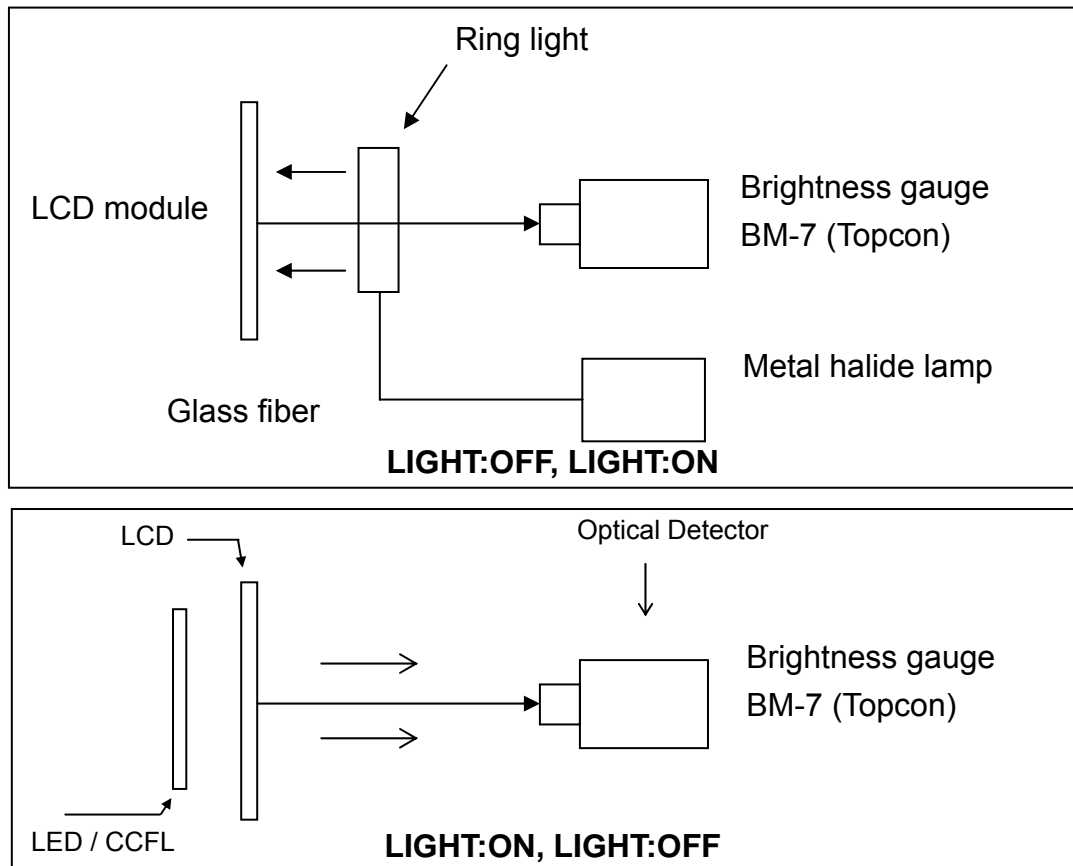 Ring light
LCD module
Brightness gauge
BM-7 (Topcon)
Metal halide lamp
Glass fiber
LIGHT:OFF, LIGHT:ON
LCD
Optical Detector
Brightness gauge
BM-7 (Topcon)
LED / CCFL
LIGHT:ON, LIGHT:OFF